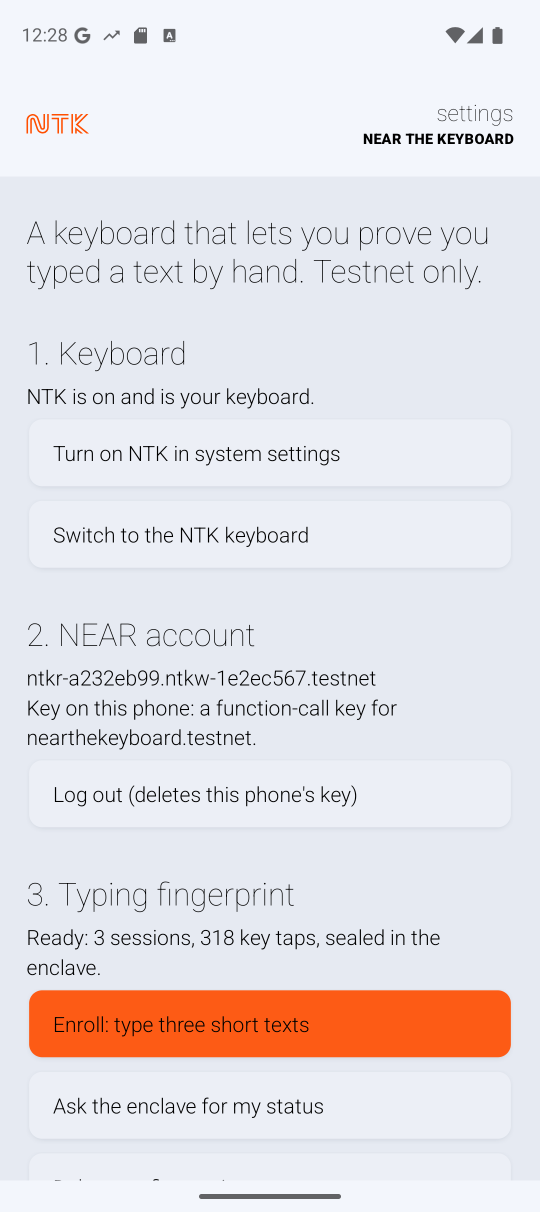 12:28
NTK
settings
NEAR THE KEYBOARD
A keyboard that lets you prove you
typed a text by hand. Testnet only.
1. Keyboard
NTK is on and is your keyboard.
Turn on NTK in system settings
Switch to the NTK keyboard
2. NEAR account
ntkr-a232eb99.ntkw-1e2ec567.testnet
Key on this phone: a function-call key for
nearthekeyboard.testnet.
Log out (deletes this phone's key)
3. Typing fingerprint
Ready: 3 sessions, 318 key taps, sealed in the
enclave.
Enroll: type three short texts
Ask the enclave for my status